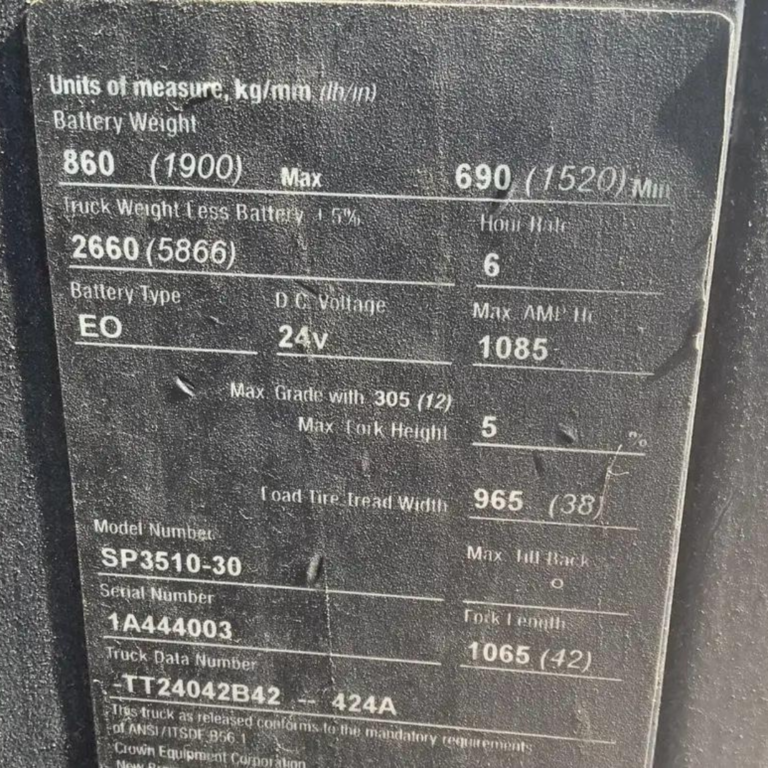 Units of measure, kg/mm (lb/in)
Battery Weight
860 (1900) Max 690 (1520) Min
Truck Weight Less Battery ± 5% Hour Rate
2660 (5866) 6
Battery Type D.C. Voltage Max. AMP Hr
EO 24v 1085
Max Grade with 305 (12)
Max Fork Height 5 %
Load Tire Tread Width 965 (38)
Model Number Max
SP3510-30 0
Serial Number Fork Length
1A444003 1065 (42)
Truck Data Number
-TT24042B42 -- 424A
This truck as released conforms to the mandatory requirements
of ANSI/ITSDF B56.1
Crown Equipment Corporation
New